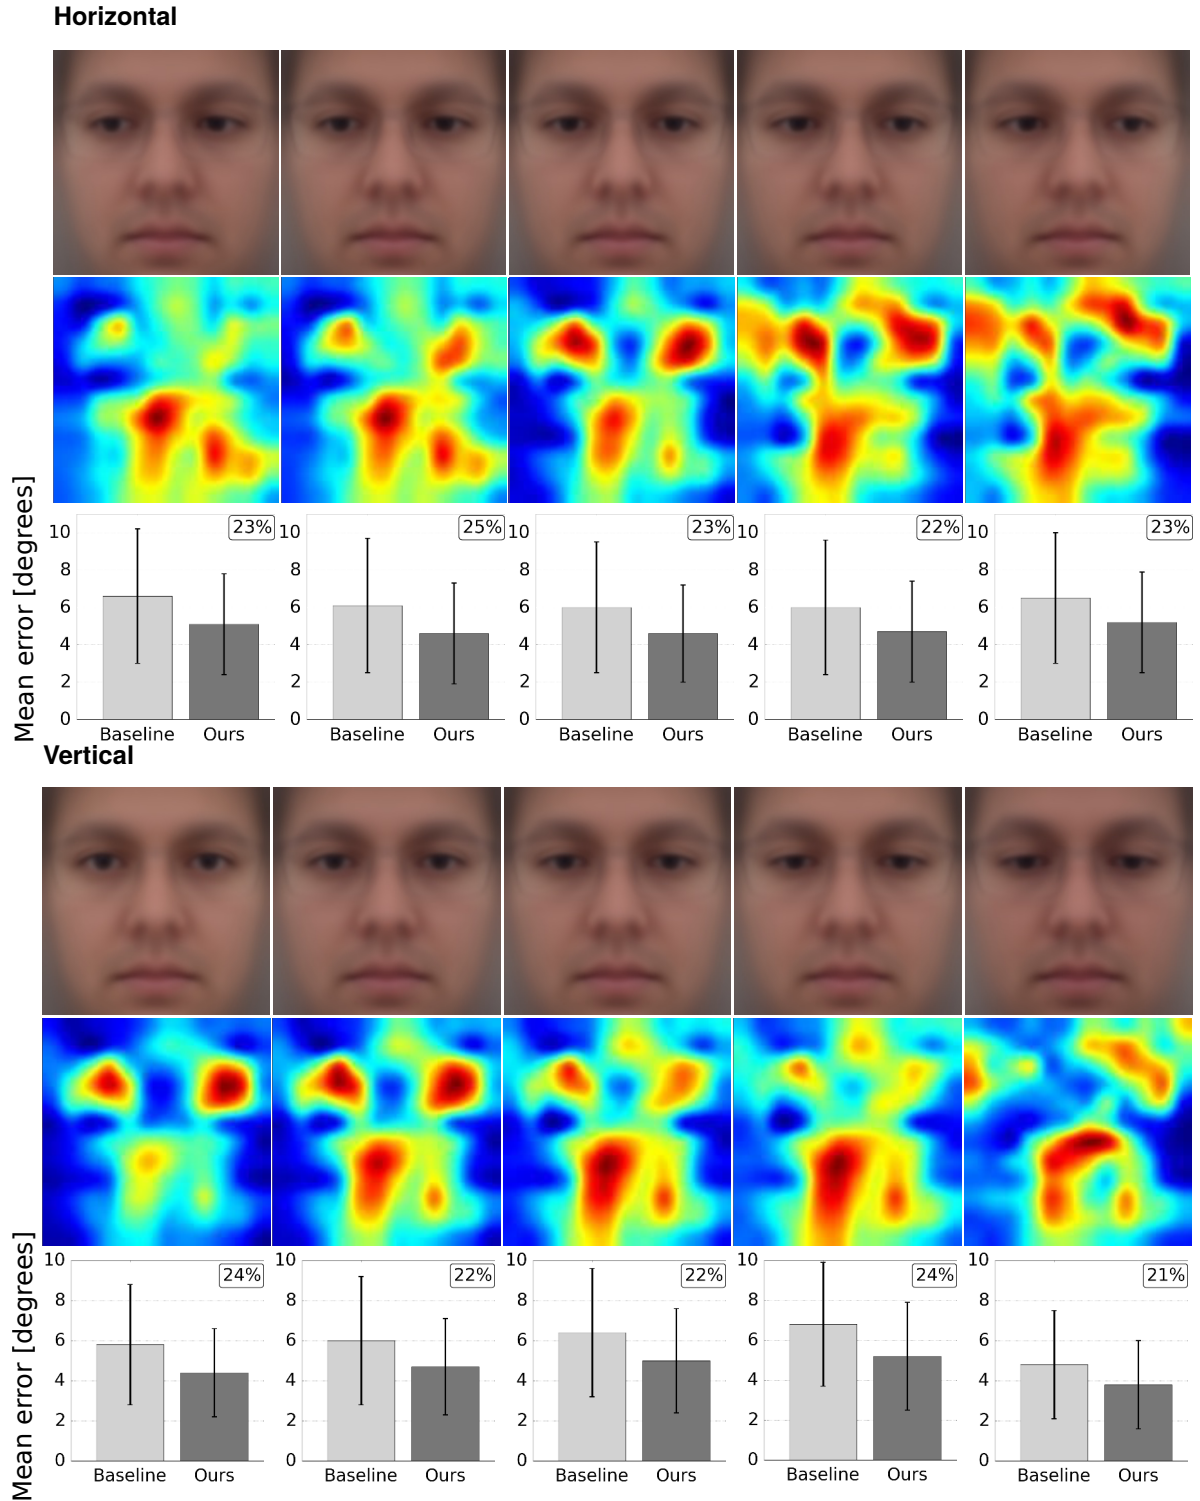 Horizontal
Mean error [degrees]
10 8 6 4 2 0 23% Baseline Ours
10 8 6 4 2 0 25% Baseline Ours
10 8 6 4 2 0 23% Baseline Ours
10 8 6 4 2 0 22% Baseline Ours
10 8 6 4 2 0 23% Baseline Ours
Vertical
Mean error [degrees]
10 8 6 4 2 0 24% Baseline Ours
10 8 6 4 2 0 22% Baseline Ours
10 8 6 4 2 0 22% Baseline Ours
10 8 6 4 2 0 24% Baseline Ours
10 8 6 4 2 0 21% Baseline Ours